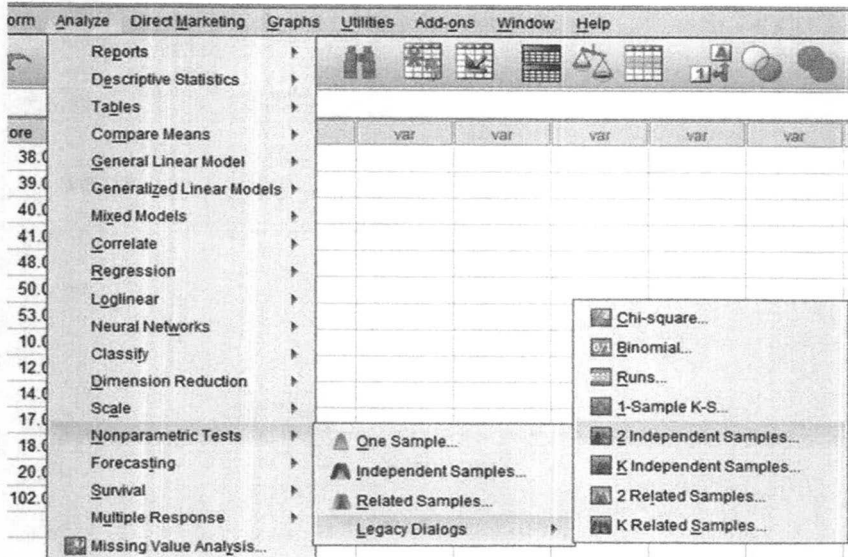 orm Analyze Direct Marketing Graphs Utilities Add-ons Window Help
Reports
Descriptive Statistics
Tables
ore Compare Means var var var var var
38.0 General Linear Model
39.0 Generalized Linear Models
40.0 Mixed Models
41.0 Correlate
48.0 Regression
50.0 Loglinear
53.0 Neural Networks
10.0 Classify
12.0 Dimension Reduction
14.0 Scale
17.0 Nonparametric Tests
18.0 Forecasting
20.0 Survival
102.0 Multiple Response
Missing Value Analysis...
One Sample...
Independent Samples...
Related Samples...
Legacy Dialogs
Chi-square...
0/1 Binomial...
Runs...
1-Sample K-S...
2 Independent Samples...
K Independent Samples...
2 Related Samples...
K Related Samples...
A
1